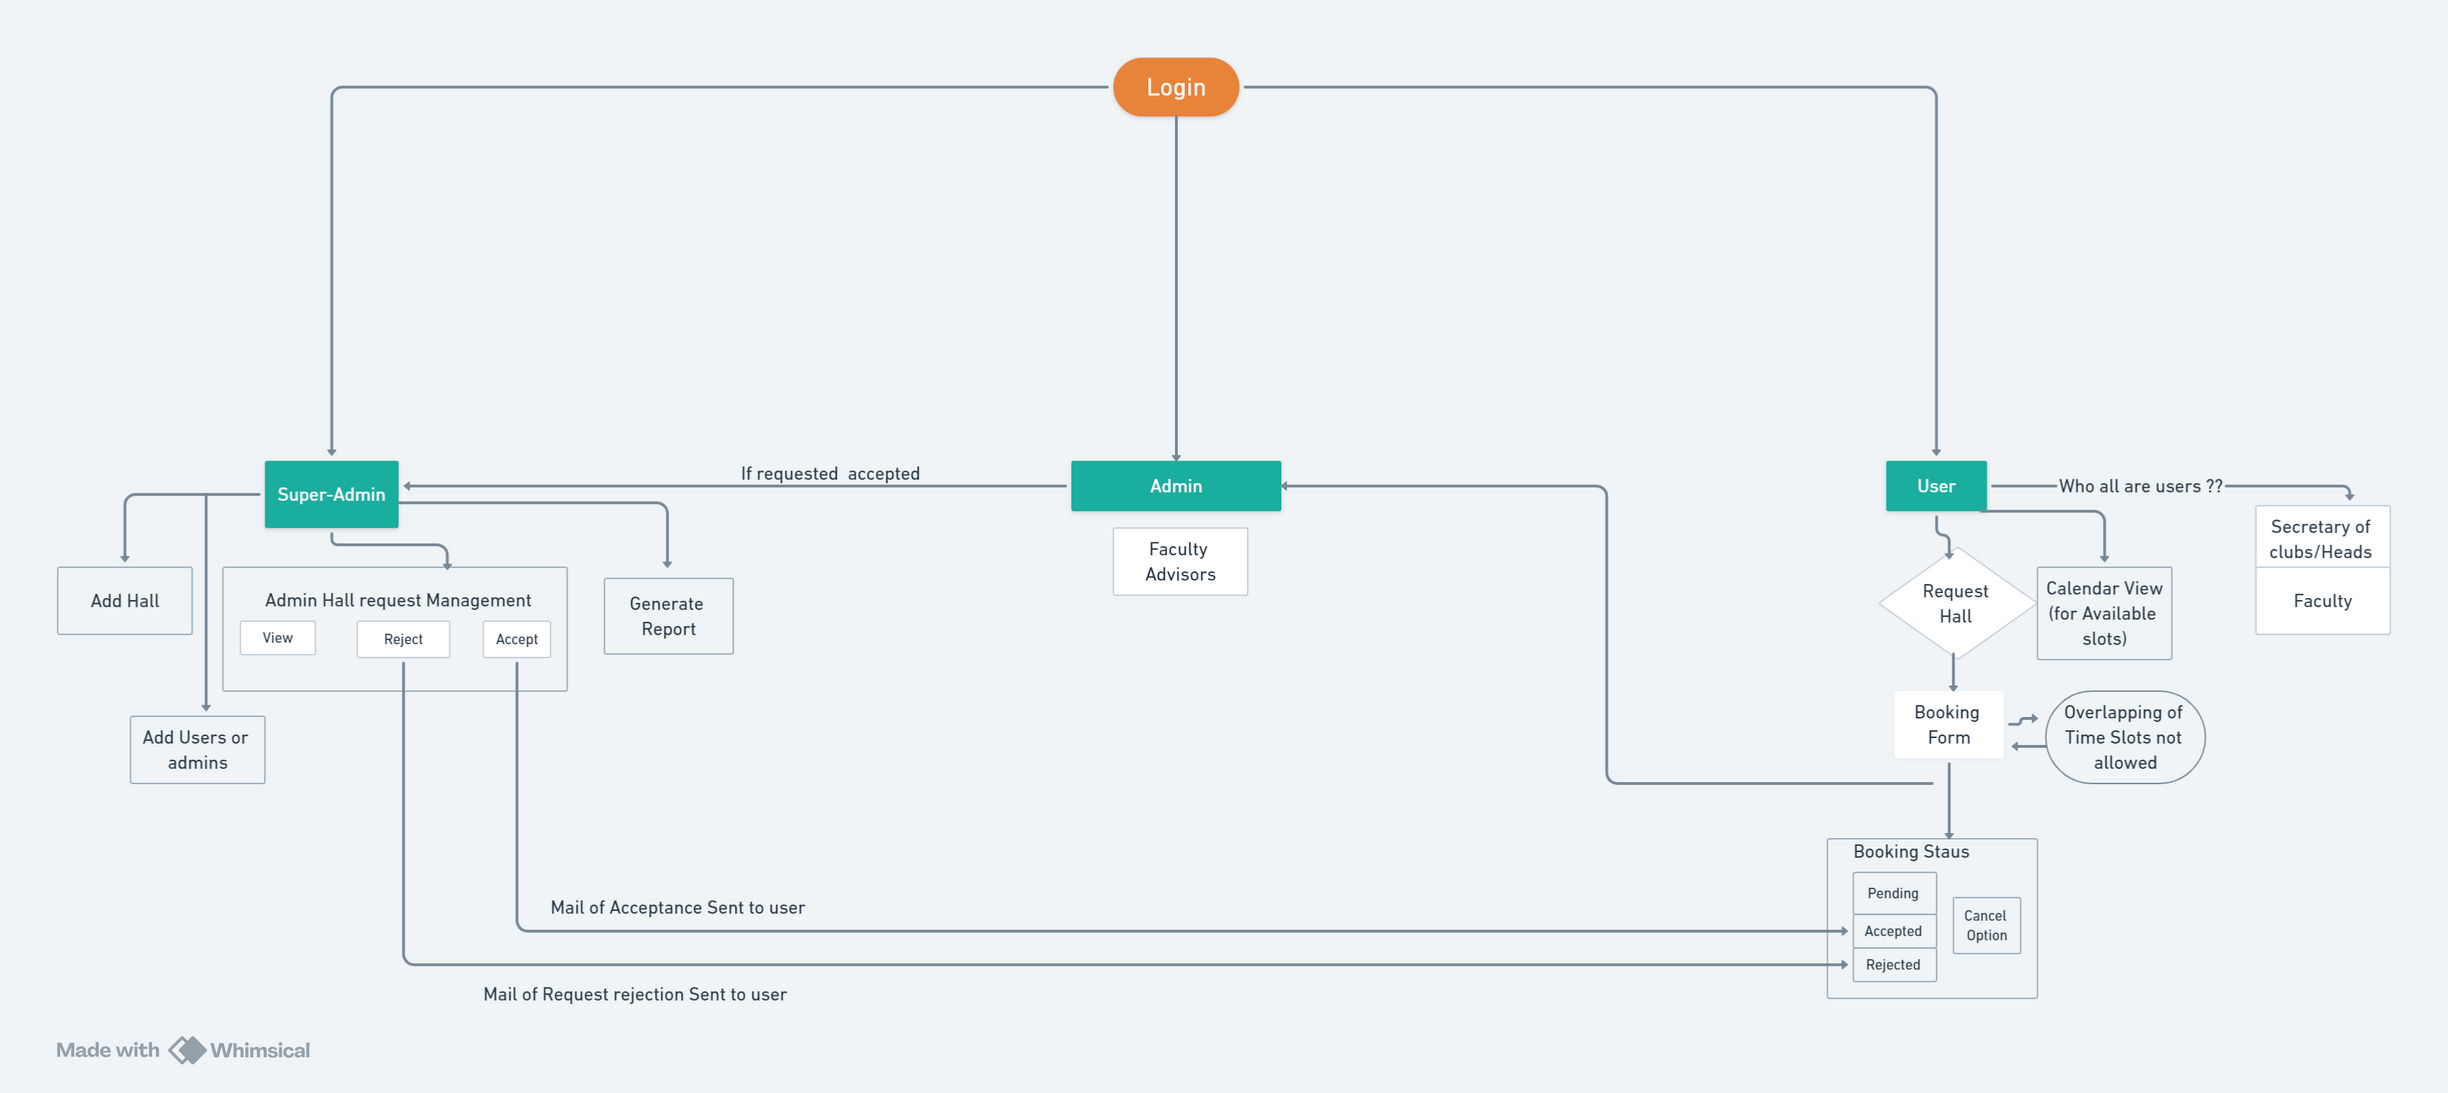 Login
Super-Admin
If requested  accepted
Admin
User
Who all are users ??
Faculty
Advisors
Secretary of
clubs/Heads
Faculty
Add Hall
Admin Hall request Management
View
Reject
Accept
Generate
Report
Request
Hall
Calendar View
(for Available
slots)
Add Users or
admins
Booking
Form
Overlapping of
Time Slots not
allowed
Booking Staus
Pending
Accepted
Rejected
Cancel
Option
Mail of Acceptance Sent to user
Mail of Request rejection Sent to user
Made with Whimsical